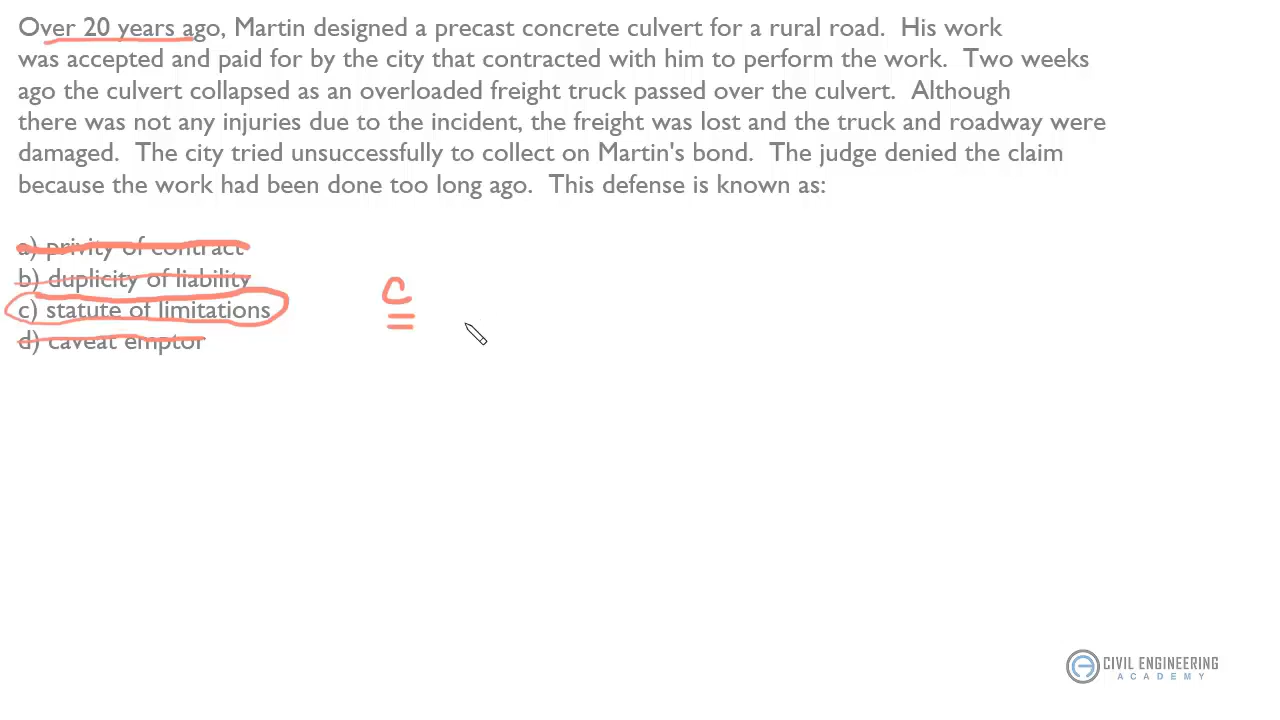 Over 20 years ago, Martin designed a precast concrete culvert for a rural road. His work
was accepted and paid for by the city that contracted with him to perform the work. Two weeks
ago the culvert collapsed as an overloaded freight truck passed over the culvert. Although
there was not any injuries due to the incident, the freight was lost and the truck and roadway were
damaged. The city tried unsuccessfully to collect on Martin's bond. The judge denied the claim
because the work had been done too long ago. This defense is known as:
a) privity of contract
b) duplicity of liability
c) statute of limitations
d) caveat emptor
c
CIVIL ENGINEERING
ACADEMY